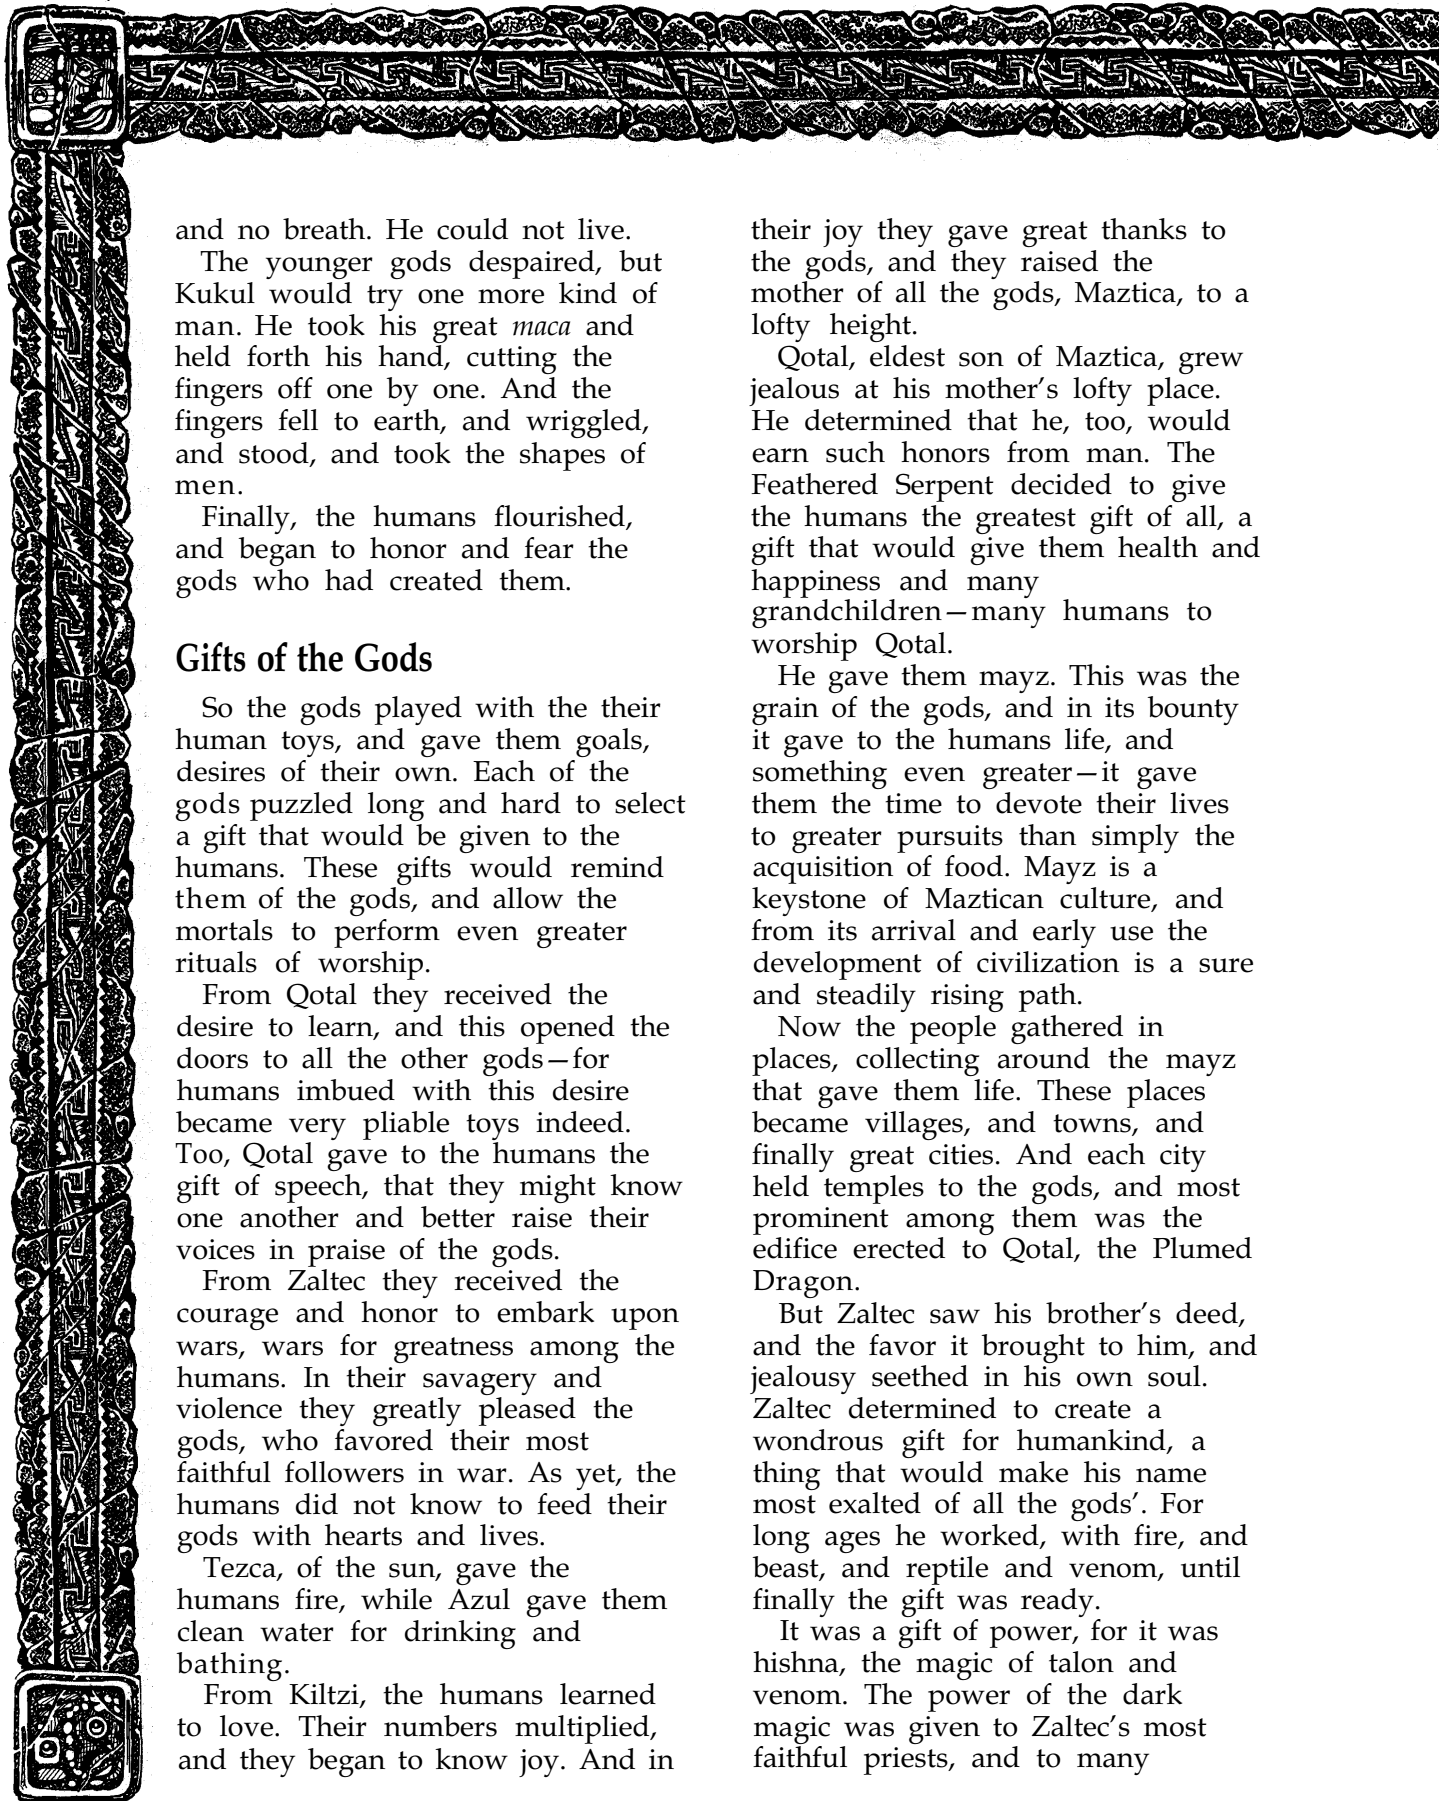 and no breath. He could not live.
The younger gods despaired, but
Kukul would try one more kind of
man. He took his great maca and
held forth his hand, cutting the
fingers off one by one. And the
fingers fell to earth, and wriggled,
and stood, and took the shapes of
men.
Finally, the humans flourished,
and began to honor and fear the
gods who had created them.
Gifts of the Gods
So the gods played with the their
human toys, and gave them goals,
desires of their own. Each of the
gods puzzled long and hard to select
a gift that would be given to the
humans. These gifts would remind
them of the gods, and allow the
mortals to perform even greater
rituals of worship.
From Qotal they received the
desire to learn, and this opened the
doors to all the other gods—for
humans imbued with this desire
became very pliable toys indeed.
Too, Qotal gave to the humans the
gift of speech, that they might know
one another and better raise their
voices in praise of the gods.
From Zaltec they received the
courage and honor to embark upon
wars, wars for greatness among the
humans. In their savagery and
violence they greatly pleased the
gods, who favored their most
faithful followers in war. As yet, the
humans did not know to feed their
gods with hearts and lives.
Tezca, of the sun, gave the
humans fire, while Azul gave them
clean water for drinking and
bathing.
From Kiltzi, the humans learned
to love. Their numbers multiplied,
and they began to know joy. And in
their joy they gave great thanks to
the gods, and they raised the
mother of all the gods, Maztica, to a
lofty height.
Qotal, eldest son of Maztica, grew
jealous at his mother's lofty place.
He determined that he, too, would
earn such honors from man. The
Feathered Serpent decided to give
the humans the greatest gift of all, a
gift that would give them health and
happiness and many
grandchildren—many humans to
worship Qotal.
He gave them mayz. This was the
grain of the gods, and in its bounty
it gave to the humans life, and
something even greater—it gave
them the time to devote their lives
to greater pursuits than simply the
acquisition of food. Mayz is a
keystone of Maztican culture, and
from its arrival and early use the
development of civilization is a sure
and steadily rising path.
Now the people gathered in
places, collecting around the mayz
that gave them life. These places
became villages, and towns, and
finally great cities. And each city
held temples to the gods, and most
prominent among them was the
edifice erected to Qotal, the Plumed
Dragon.
But Zaltec saw his brother's deed,
and the favor it brought to him, and
jealousy seethed in his own soul.
Zaltec determined to create a
wondrous gift for humankind, a
thing that would make his name
most exalted of all the gods'. For
long ages he worked, with fire, and
beast, and reptile and venom, until
finally the gift was ready.
It was a gift of power, for it was
hishna, the magic of talon and
venom. The power of the dark
magic was given to Zaltec's most
faithful priests, and to many